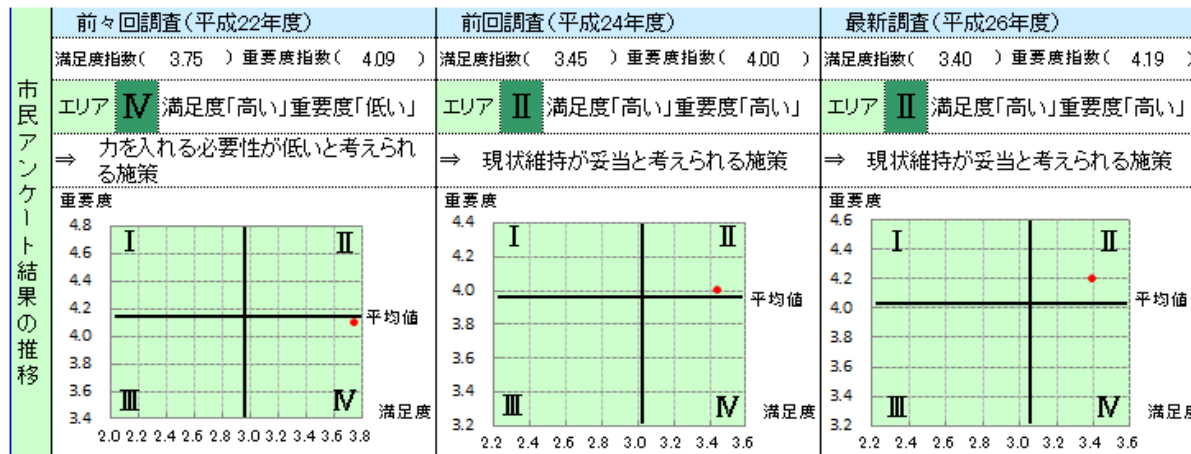 市民アンケート結果の推移
前々回調査(平成22年度)
満足度指数( 3.75 ) 重要度指数( 4.09 )
エリア Ⅳ 満足度「高い」重要度「低い」
⇒ 力を入れる必要性が低いと考えられ
る施策
重要度
4.8
4.6
4.4
4.2
4.0
3.8
3.6
3.4
Ⅰ Ⅱ
平均値
Ⅲ Ⅳ
満足度
2.0 2.2 2.4 2.6 2.8 3.0 3.2 3.4 3.6 3.8
前回調査(平成24年度)
満足度指数( 3.45 ) 重要度指数( 4.00 )
エリア Ⅱ 満足度「高い」重要度「高い」
⇒ 現状維持が妥当と考えられる施策
重要度
4.4
4.2
4.0
3.8
3.6
3.4
3.2
Ⅰ Ⅱ
平均値
Ⅲ Ⅳ
満足度
2.2 2.4 2.6 2.8 3.0 3.2 3.4 3.6
最新調査(平成26年度)
満足度指数( 3.40 ) 重要度指数( 4.19 )
エリア Ⅱ 満足度「高い」重要度「高い」
⇒ 現状維持が妥当と考えられる施策
重要度
4.6
4.4
4.2
4.0
3.8
3.6
3.4
3.2
Ⅰ Ⅱ
平均値
Ⅲ Ⅳ
満足度
2.2 2.4 2.6 2.8 3.0 3.2 3.4 3.6